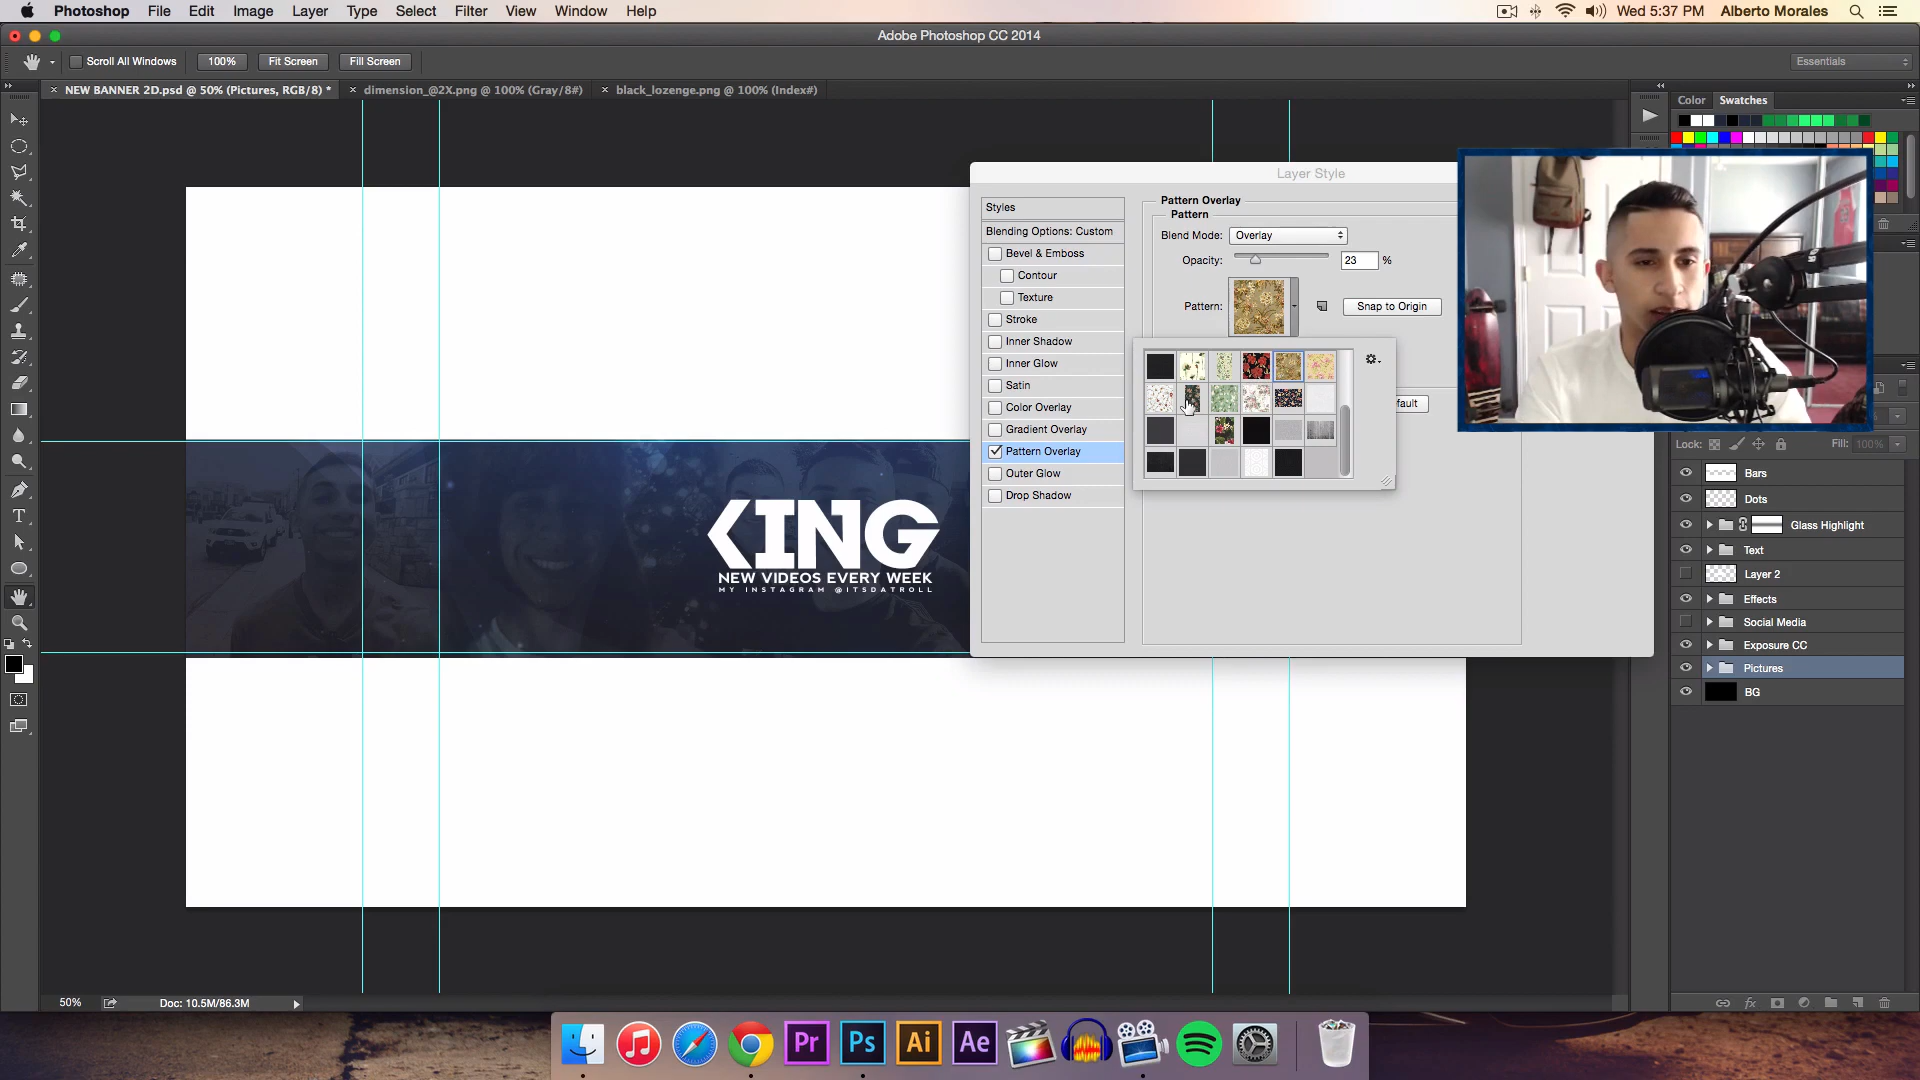 Photoshop File Edit Image Layer Type Select Filter View Window Help Wed 5:37 PM Alberto Morales
Adobe Photoshop CC 2014
Scroll All Windows 100% Fit Screen Fill Screen Essentials
NEW BANNER 2D.psd @ 50% (Pictures, RGB/8) * dimension_@2X.png @ 100% (Gray/8#) black_lozenge.png @ 100% (Index#)
Color Swatches
Layer Style
Styles
Blending Options: Custom
Bevel & Emboss
Contour
Texture
Stroke
Inner Shadow
Inner Glow
Satin
Color Overlay
Gradient Overlay
Pattern Overlay
Outer Glow
Drop Shadow
Pattern Overlay
Pattern
Blend Mode: Overlay
Opacity: 23 %
Pattern: Snap to Origin
fault
KING
NEW VIDEOS EVERY WEEK
MY INSTAGRAM @ITSDATROLL
Lock: Fill: 100%
Bars
Dots
Glass Highlight
Text
Layer 2
Effects
Social Media
Exposure CC
Pictures
BG
fx
50% Doc: 10.5M/86.3M
Pr Ps Ai Ae